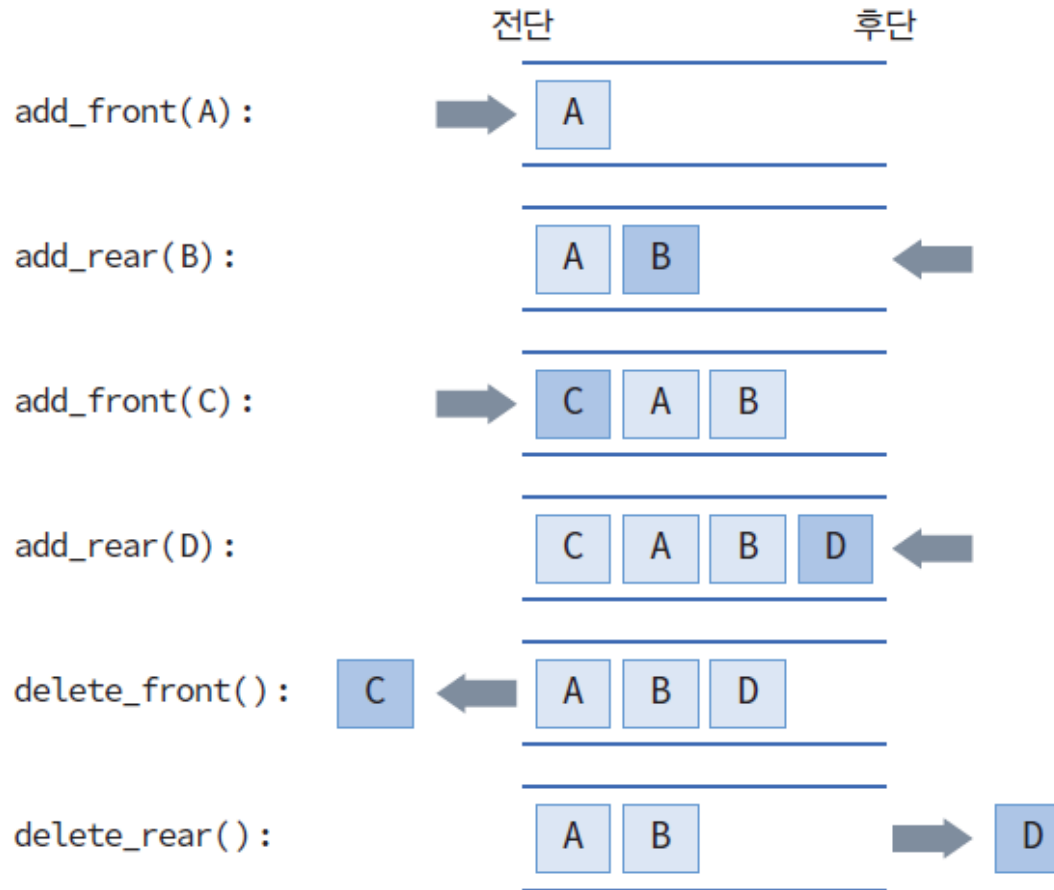 전단 후단
add_front(A): A
add_rear(B): A B
add_front(C): C A B
add_rear(D): C A B D
delete_front(): C A B D
delete_rear(): A B D